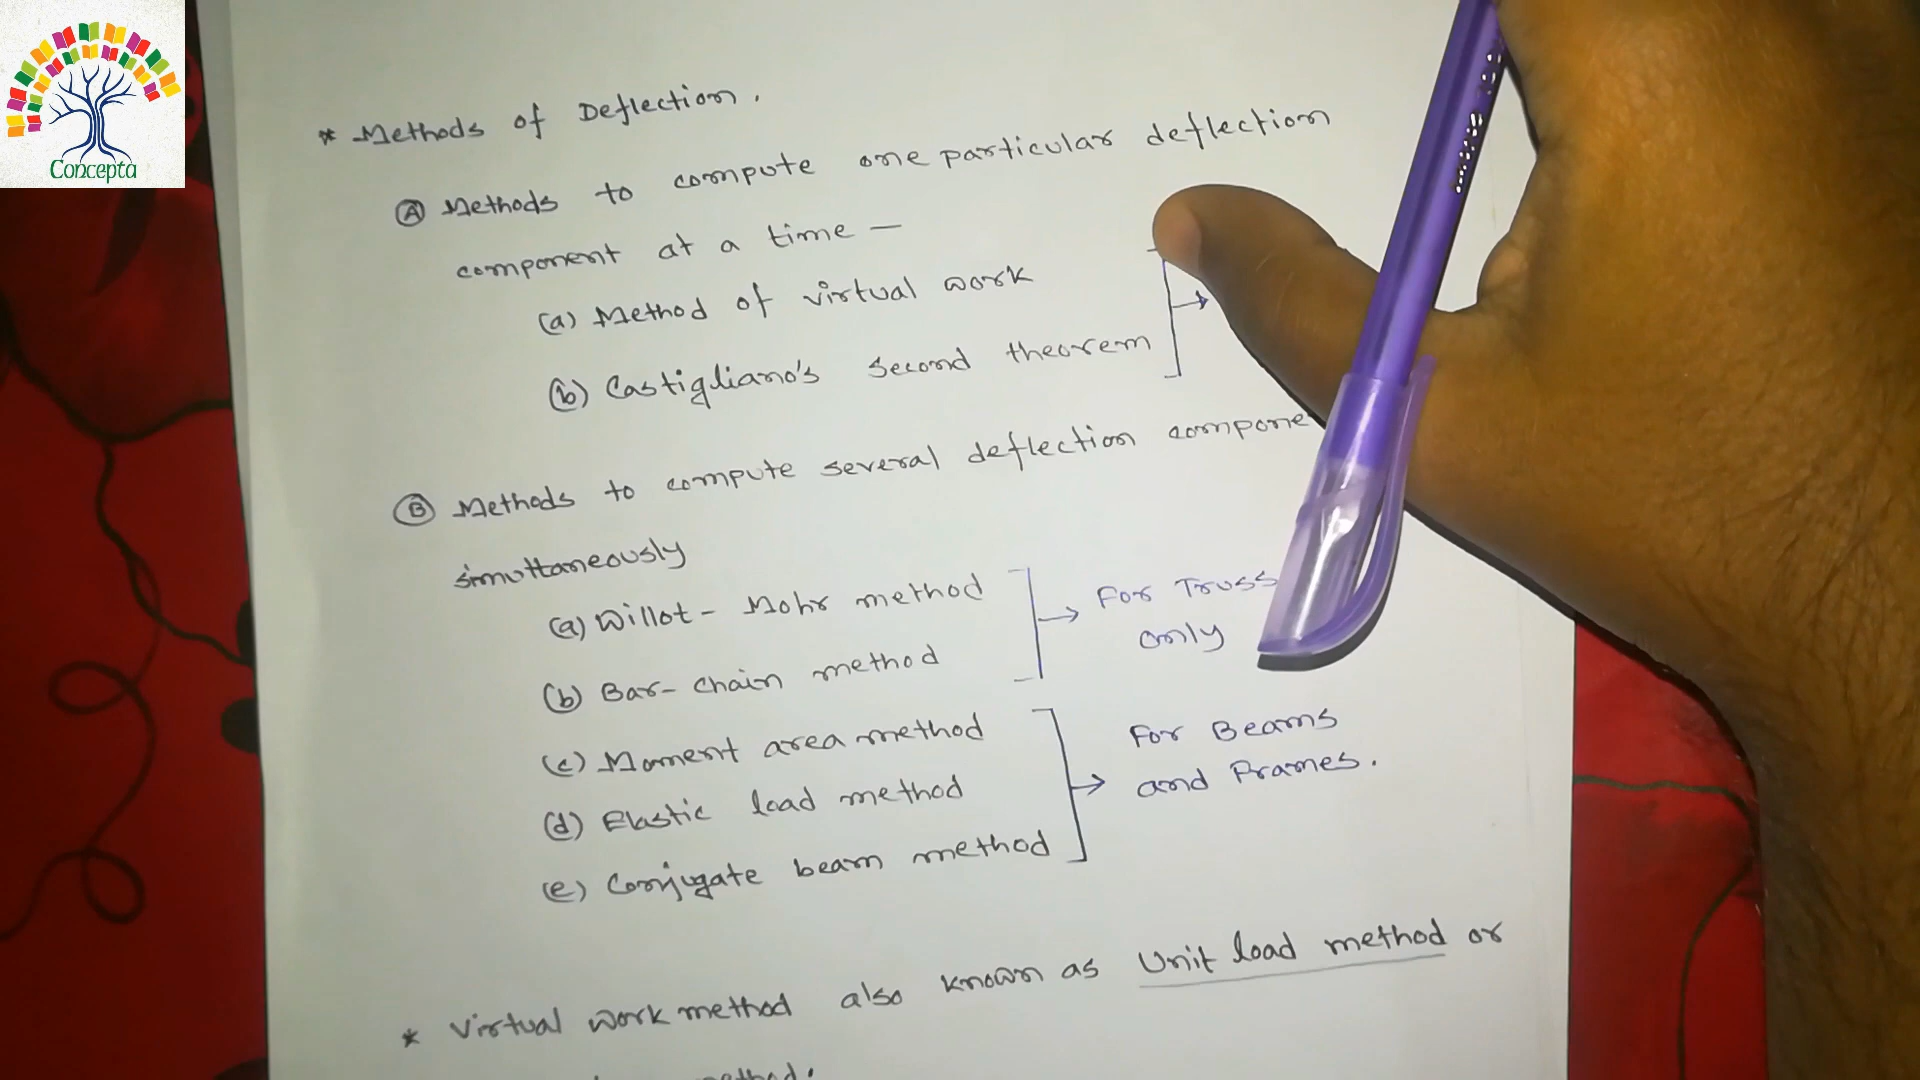 Concepta
* Methods of Deflection.
(A) Methods to compute one particular deflection
component at a time —
(a) Method of virtual work
(b) Castigliano's second theorem
(B) Methods to compute several deflection
simultaneously
(a) Willot - Mohr method
(b) Bar-chain method
For Truss
only
(c) Moment area method
(d) Elastic load method
(e) Conjugate beam method
For Beams
and Frames.
* Virtual work method also known as Unit load method or
method.